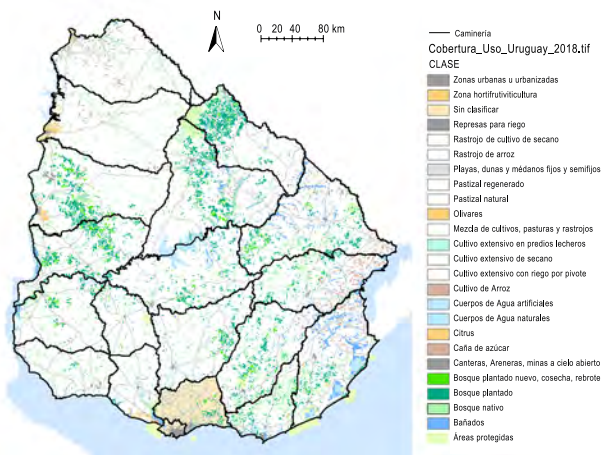 N
0 20 40 80 km
Caminería
Cobertura_Uso_Uruguay_2018.tif
CLASE
Zonas urbanas u urbanizadas
Zona hortifrutiviticultura
Sin clasificar
Represas para riego
Rastrojo de cultivo de secano
Rastrojo de arroz
Playas, dunas y médanos fijos y semifijos
Pastizal regenerado
Pastizal natural
Olivares
Mezcla de cultivos, pasturas y rastrojos
Cultivo extensivo en predios lecheros
Cultivo extensivo de secano
Cultivo extensivo con riego por pivote
Cultivo de Arroz
Cuerpos de Agua artificiajes
Cuerpos de Agua naturales
Citrus
Caña de azúcar
Canteras, Areneras, minas a cielo abierto
Bosque plantado nuevo, cosecha, rebrote
Bosque plantado
Bosque nativo
Bañados
Áreas protegidas